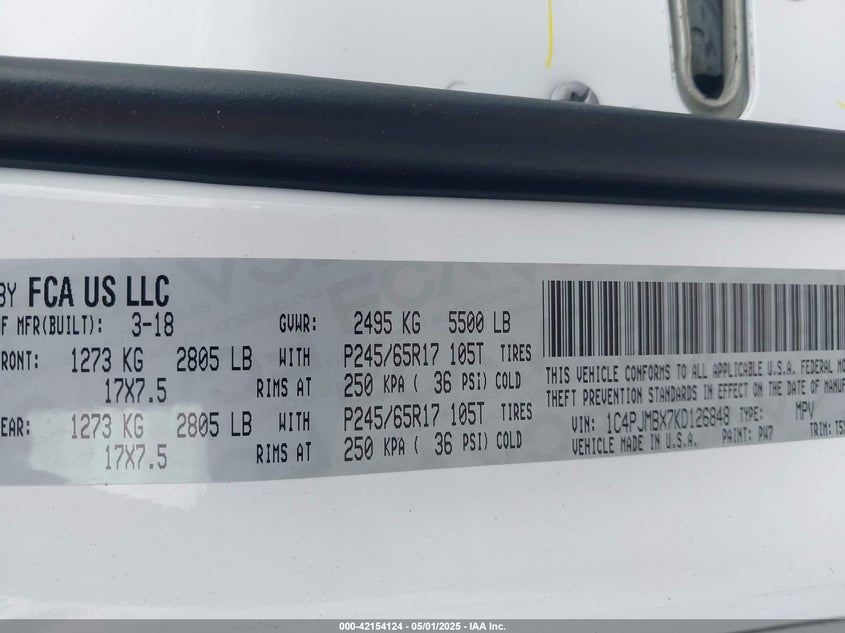 BY FCA US LLC
F MFR(BUILT): 3-18 GVWR: 2495 KG 5500 LB
RONT: 1273 KG 2805 LB WITH P245/65R17 105T TIRES
17X7.5 RIMS AT 250 KPA ( 36 PSI) COLD
EAR: 1273 KG 2805 LB WITH P245/65R17 105T TIRES
17X7.5 RIMS AT 250 KPA ( 36 PSI) COLD
THIS VEHICLE CONFORMS TO ALL APPLICABLE U.S.A. FEDERAL MO
THEFT PREVENTION STANDARDS IN EFFECT ON THE DATE OF MANUF
VIN: 1C4PJMBX7KD126848 TYPE: MPV
VEHICLE MADE IN U.S.A. PAINT: PW7 TRIM: T5
000-42154124 | 05/01/2025 - IAA Inc.